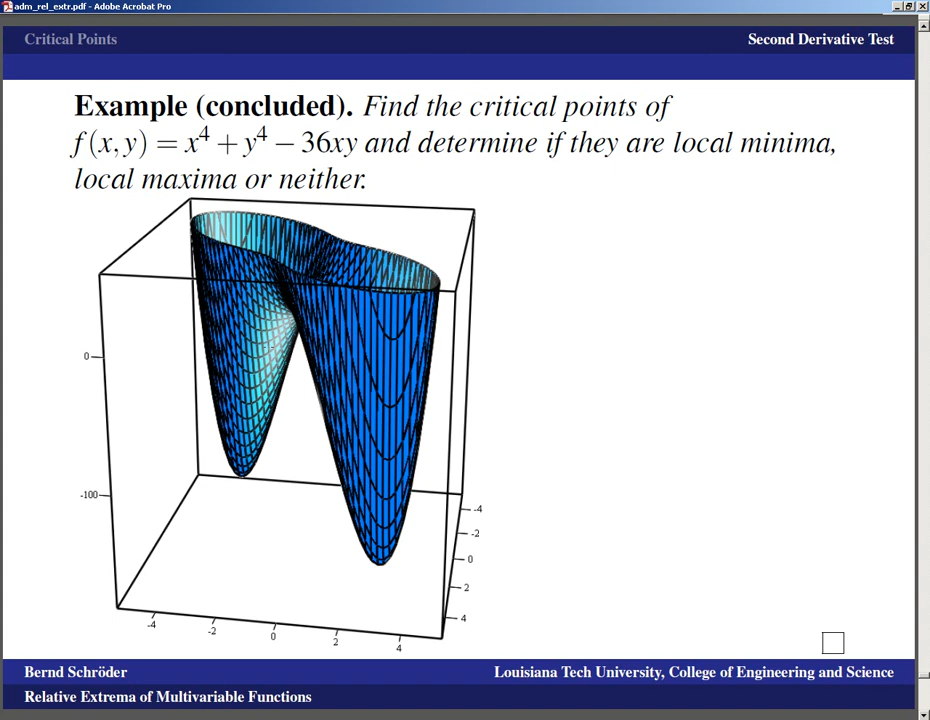 adm_rel_extr.pdf - Adobe Acrobat Pro
Critical Points
Second Derivative Test
Example (concluded). Find the critical points of
f(x,y) = x⁴ + y⁴ − 36xy and determine if they are local minima,
local maxima or neither.
0
-100
-4
-2
0
2
4
-4
-2
0
2
4
Bernd Schröder
Louisiana Tech University, College of Engineering and Science
Relative Extrema of Multivariable Functions